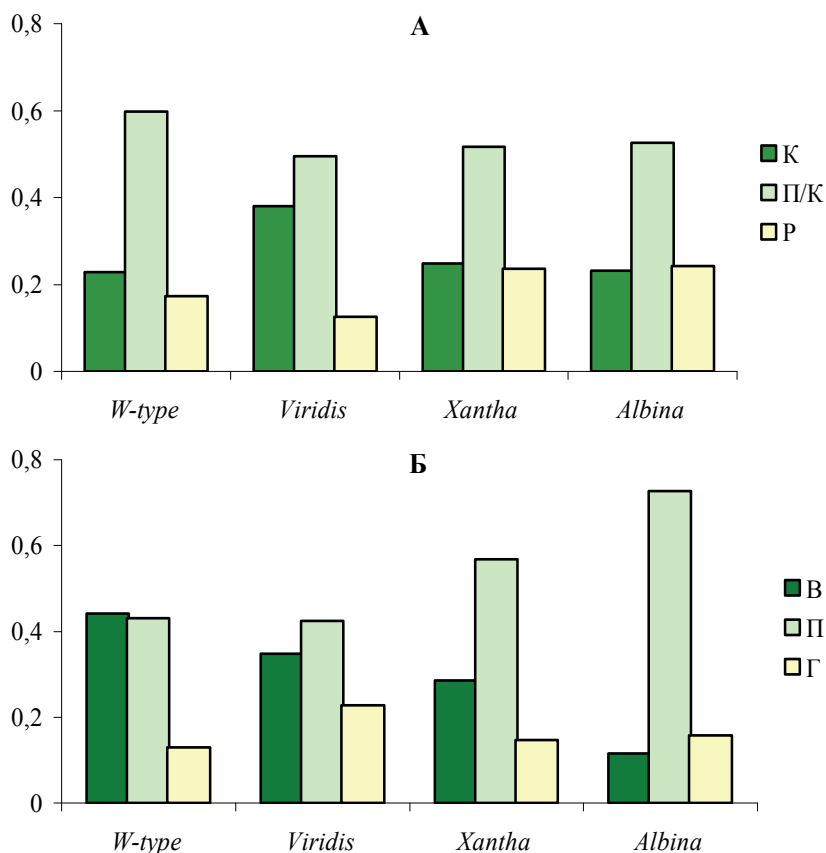 А
0,8
0,6
0,4
0,2
0
К
П/К
Р
W-type Viridis Xantha Albina
Б
0,8
0,6
0,4
0,2
0
В
П
Г
W-type Viridis Xantha Albina